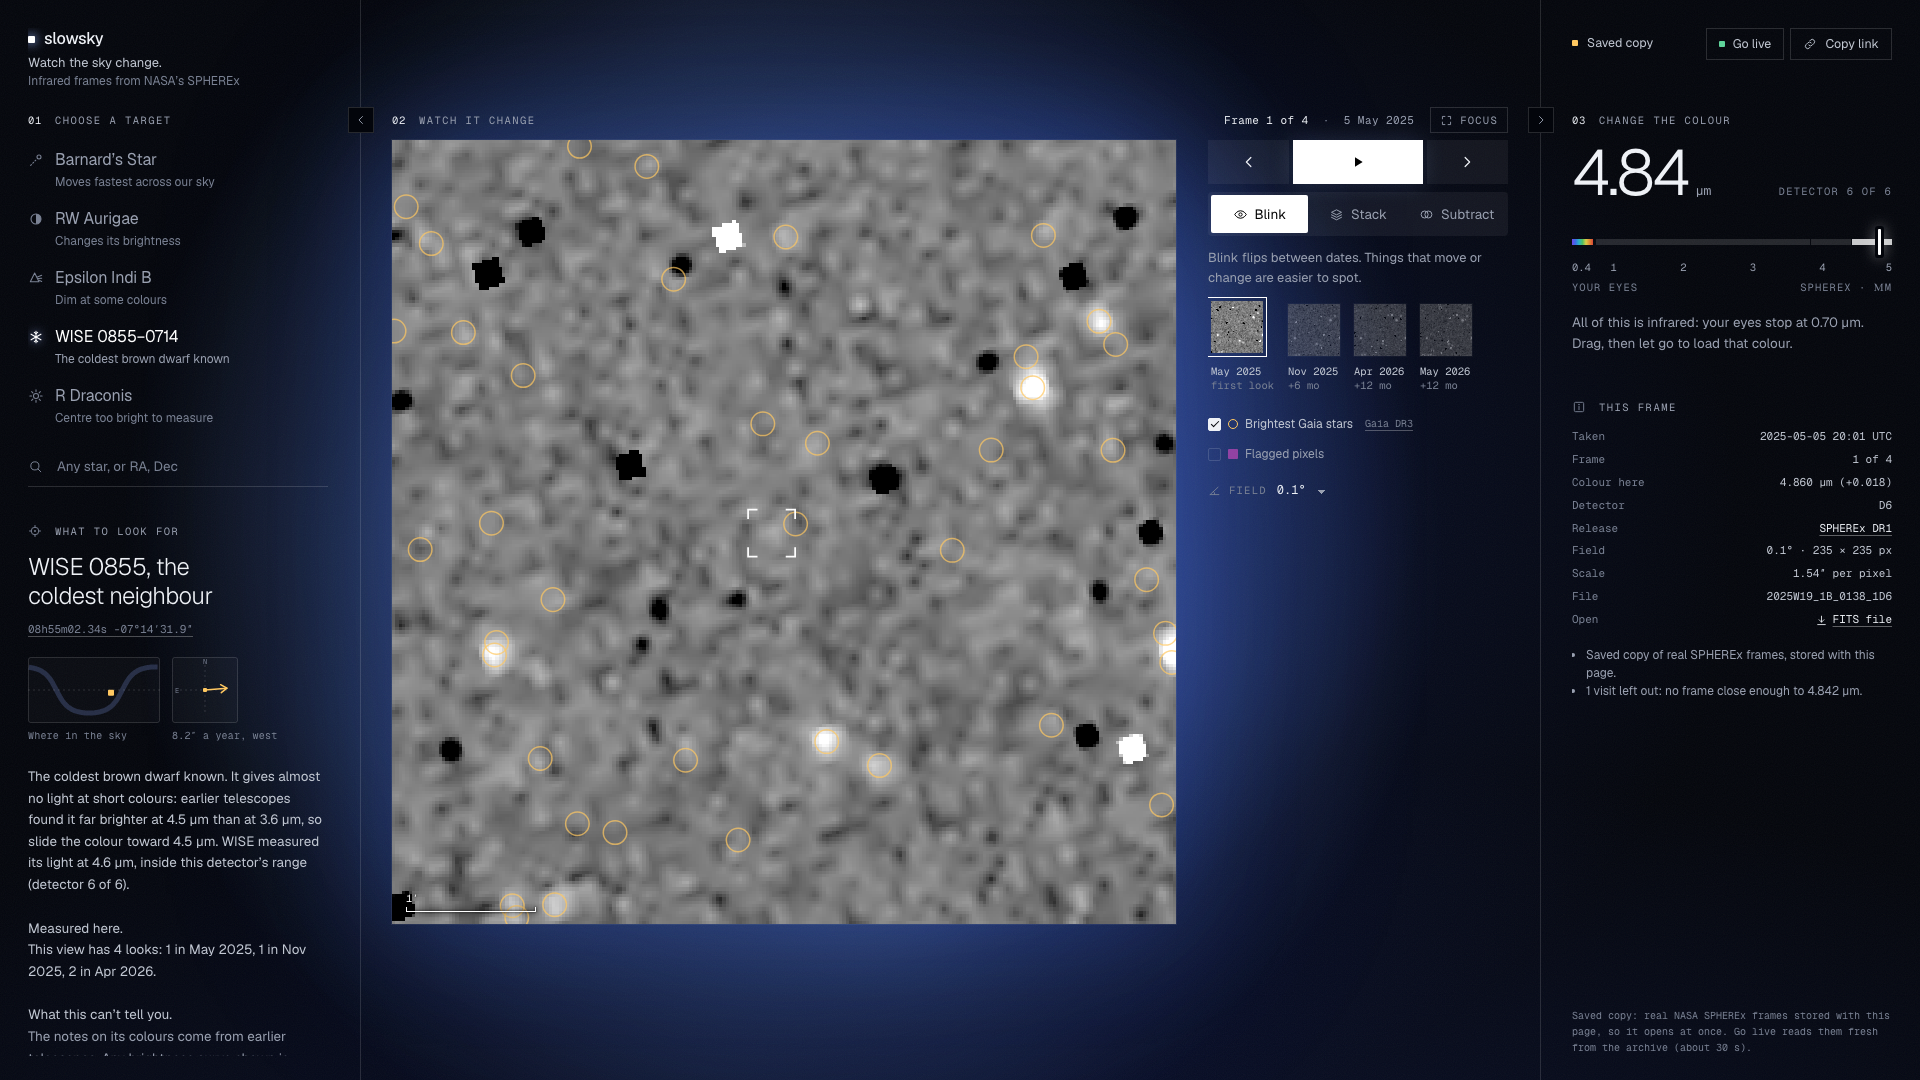 slowsky
Watch the sky change.
Infrared frames from NASA's SPHEREx
01 CHOOSE A TARGET
Barnard's Star
Moves fastest across our sky
RW Aurigae
Changes its brightness
Epsilon Indi B
Dim at some colours
WISE 0855–0714
The coldest brown dwarf known
R Draconis
Centre too bright to measure
Any star, or RA, Dec
WHAT TO LOOK FOR
WISE 0855, the
coldest neighbour
08h55m02.34s -07°14'31.9"
N
E
Where in the sky
8.2" a year, west
The coldest brown dwarf known. It gives almost
no light at short colours: earlier telescopes
found it far brighter at 4.5 µm than at 3.6 µm, so
slide the colour toward 4.5 µm. WISE measured
its light at 4.6 µm, inside this detector's range
(detector 6 of 6).
Measured here.
This view has 4 looks: 1 in May 2025, 1 in Nov
2025, 2 in Apr 2026.
What this can't tell you.
The notes on its colours come from earlier
02 WATCH IT CHANGE
Frame 1 of 4 · 5 May 2025
FOCUS
1'
Blink
Stack
Subtract
Blink flips between dates. Things that move or
change are easier to spot.
May 2025
first look
Nov 2025
+6 mo
Apr 2026
+12 mo
May 2026
+12 mo
Brightest Gaia stars Gaia DR3
Flagged pixels
FIELD 0.1°
Saved copy
Go live
Copy link
03 CHANGE THE COLOUR
4.84 µm
DETECTOR 6 OF 6
0.4 1 2 3 4 5
YOUR EYES
SPHEREX · MM
All of this is infrared: your eyes stop at 0.70 µm.
Drag, then let go to load that colour.
THIS FRAME
Taken 2025-05-05 20:01 UTC
Frame 1 of 4
Colour here 4.860 µm (+0.018)
Detector D6
Release SPHEREx DR1
Field 0.1° · 235 × 235 px
Scale 1.54" per pixel
File 2025W19_1B_0138_1D6
Open FITS file
• Saved copy of real SPHEREx frames, stored with this
page.
• 1 visit left out: no frame close enough to 4.842 µm.
Saved copy: real NASA SPHEREx frames stored with this
page, so it opens at once. Go live reads them fresh
from the archive (about 30 s).